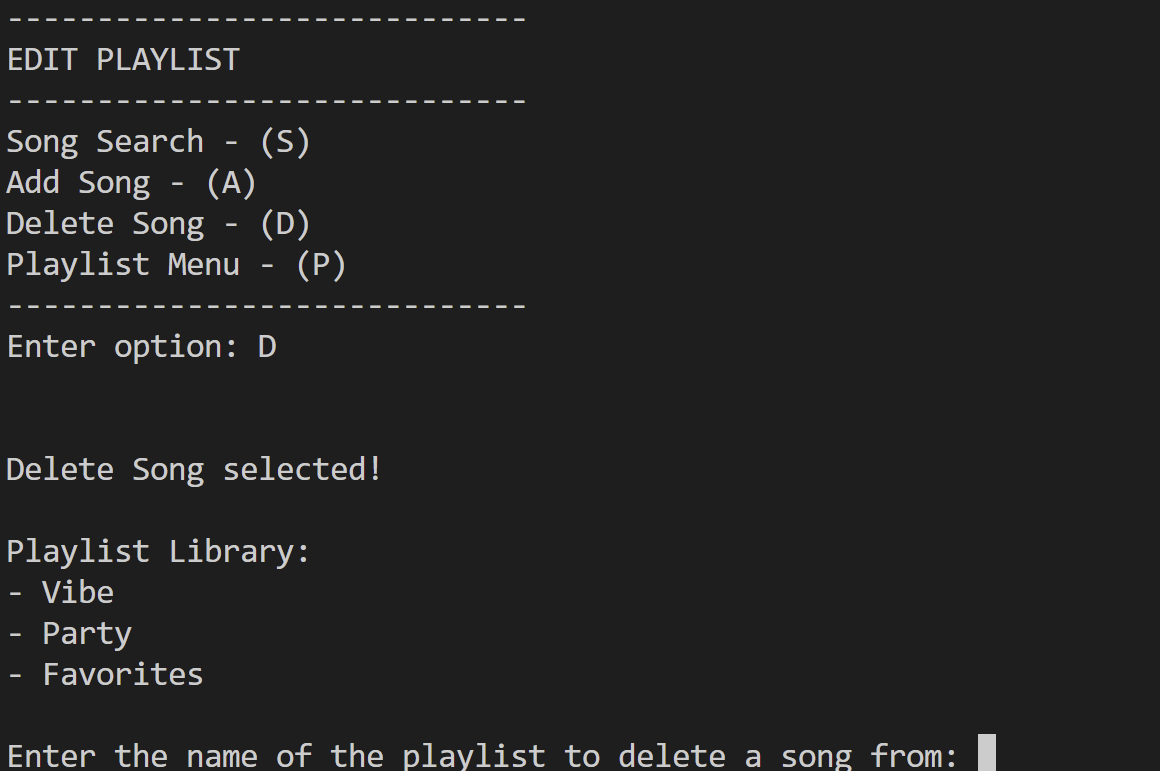 -----------------------------
EDIT PLAYLIST
-----------------------------
Song Search - (S)
Add Song - (A)
Delete Song - (D)
Playlist Menu - (P)
-----------------------------
Enter option: D
Delete Song selected!
Playlist Library:
- Vibe
- Party
- Favorites
Enter the name of the playlist to delete a song from: